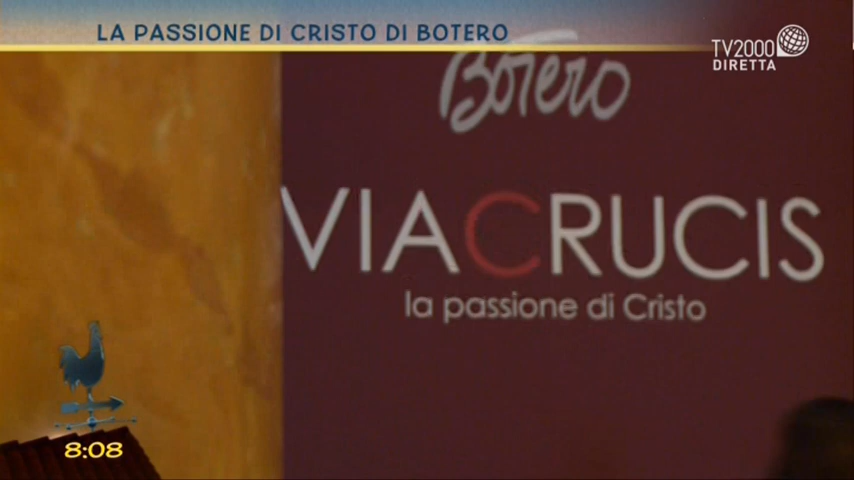 LA PASSIONE DI CRISTO DI BOTERO
TV2000
DIRETTA
Botero
VIACRUCIS
la passione di Cristo
8:08